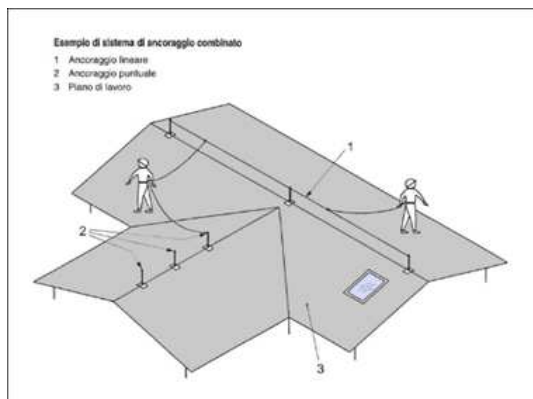 Esempio di sistema di ancoraggio combinato
1 Ancoraggio lineare
2 Ancoraggio puntuale
3 Piano di lavoro
1
2
3